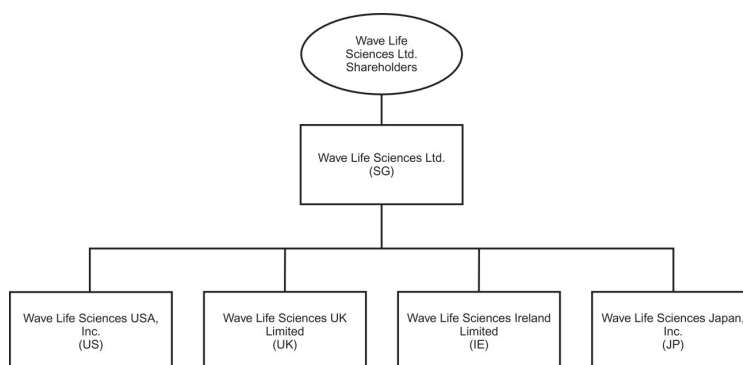 Wave Life
Sciences Ltd.
Shareholders
Wave Life Sciences Ltd.
(SG)
Wave Life Sciences USA,
Inc.
(US)
Wave Life Sciences UK
Limited
(UK)
Wave Life Sciences Ireland
Limited
(IE)
Wave Life Sciences Japan,
Inc.
(JP)